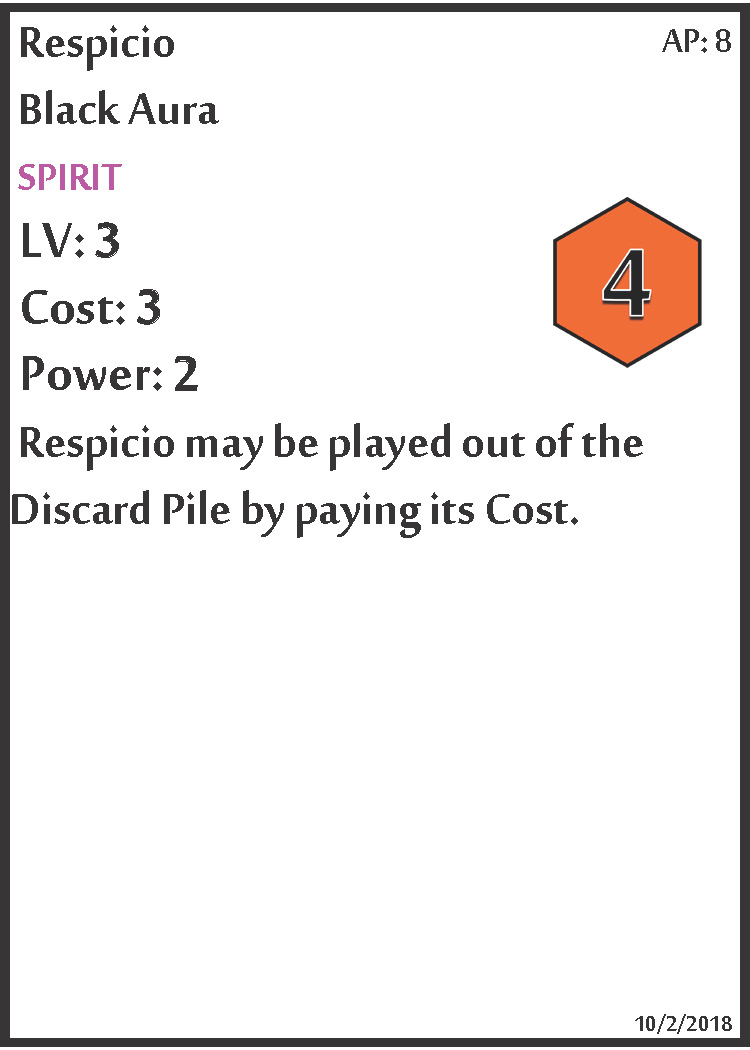 Respicio
AP: 8
Black Aura
SPIRIT
LV: 3
4
Cost: 3
Power: 2
Respicio may be played out of the
Discard Pile by paying its Cost.
10/2/2018